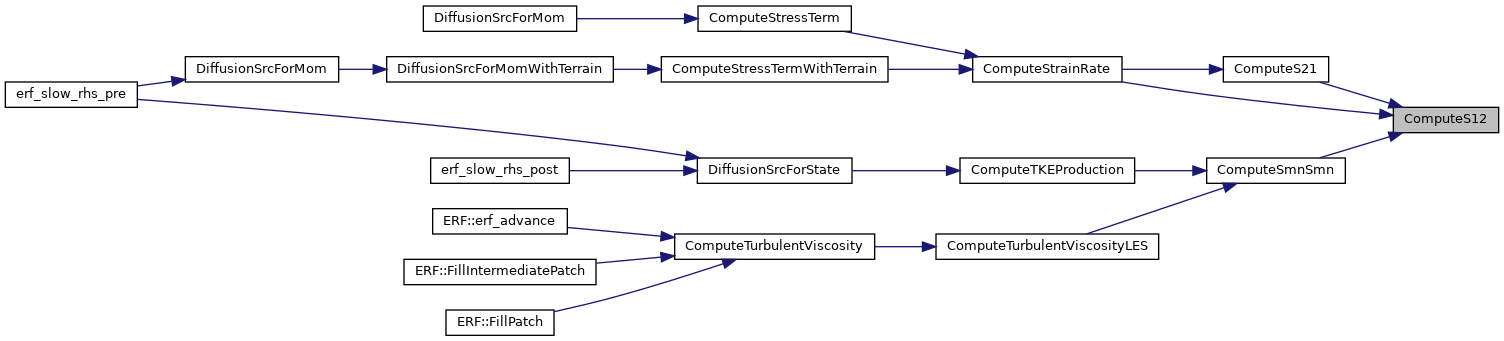 DiffusionSrcForMom
ComputeStressTerm
DiffusionSrcForMom
DiffusionSrcForMomWithTerrain
ComputeStressTermWithTerrain
ComputeStrainRate
ComputeS21
erf_slow_rhs_pre
ComputeS12
erf_slow_rhs_post
DiffusionSrcForState
ComputeTKEProduction
ComputeSmnSmn
ERF::erf_advance
ComputeTurbulentViscosity
ComputeTurbulentViscosityLES
ERF::FillIntermediatePatch
ERF::FillPatch